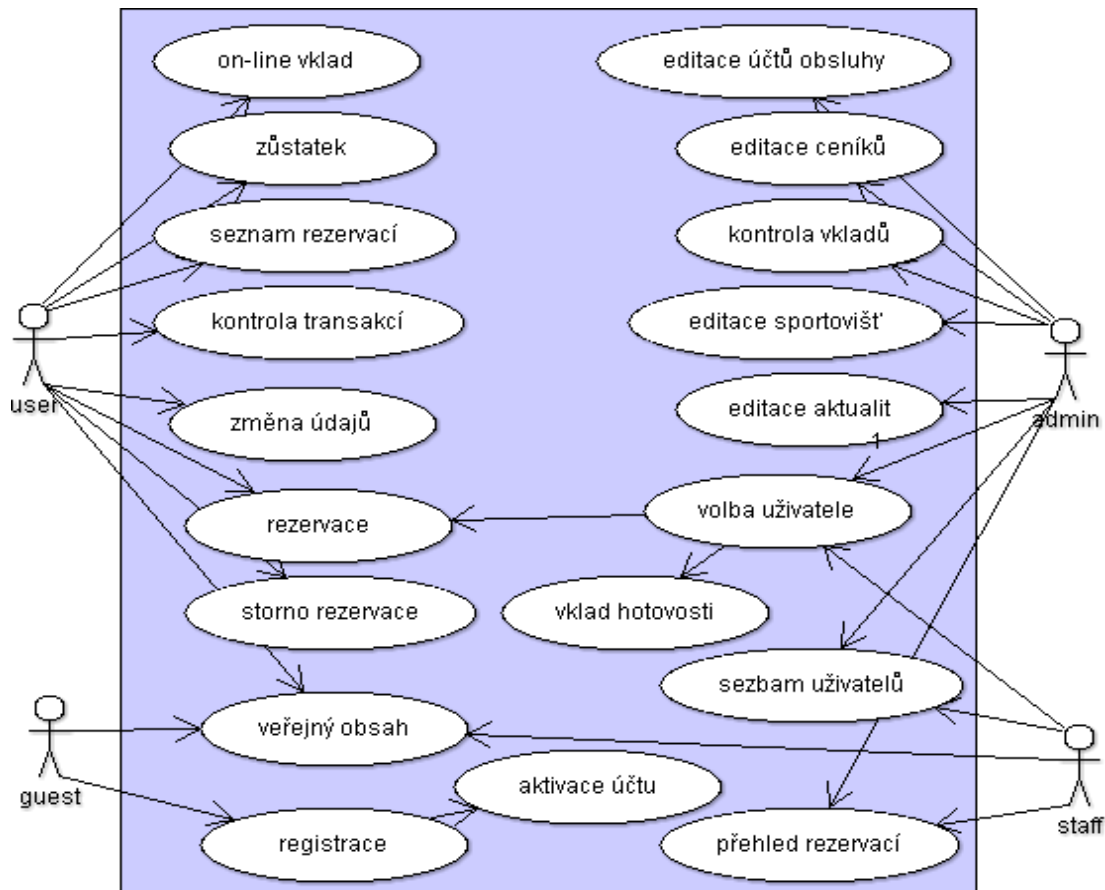 on-line vklad
editace účtů obsluhy
zůstatek
editace ceníků
seznam rezervací
kontrola vkladů
kontrola transakcí
editace sportovišť
user
změna údajů
editace aktualit
admin
1
rezervace
volba uživatele
storno rezervace
vklad hotovosti
sezbam uživatelů
veřejný obsah
guest
aktivace účtu
staff
registrace
přehled rezervací